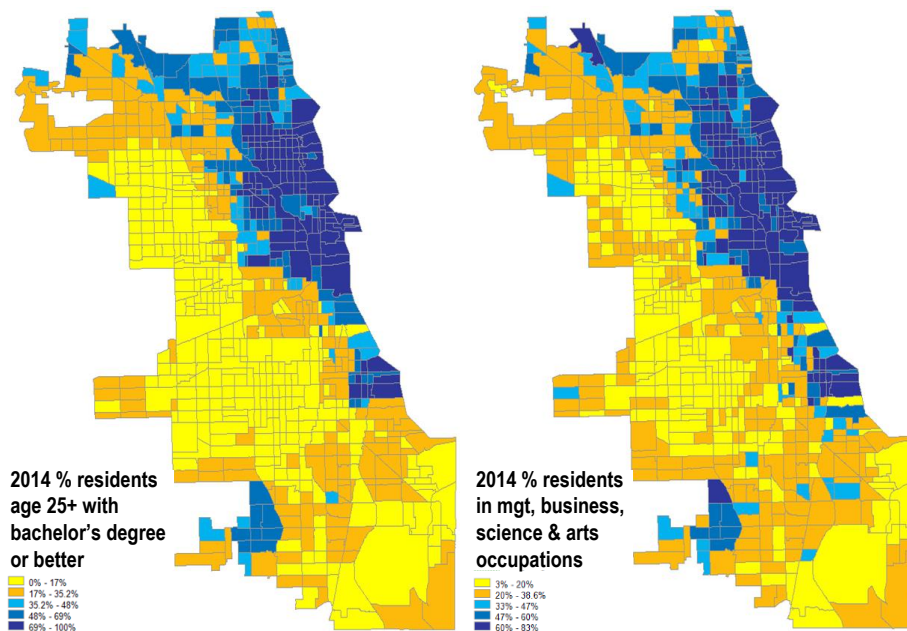 2014 % residents
age 25+ with
bachelor's degree
or better
0% - 17%
17% - 35.2%
35.2% - 48%
48% - 69%
69% - 100%
2014 % residents
in mgt, business,
science & arts
occupations
3% - 20%
20% - 38.6%
33% - 47%
47% - 60%
60% - 83%